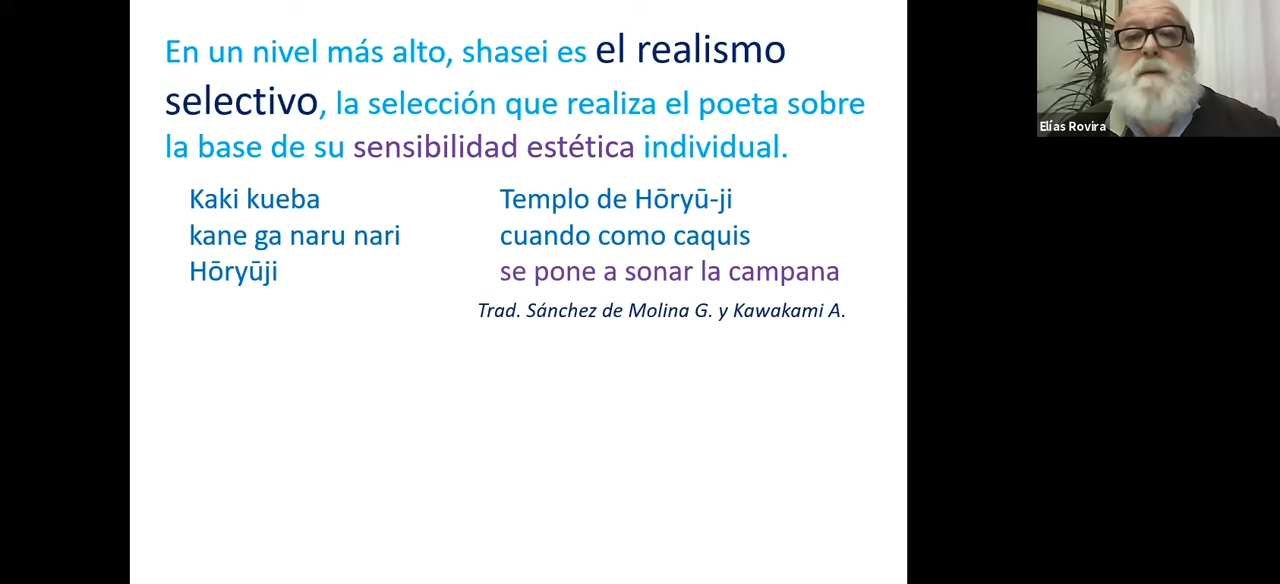 En un nivel más alto, shasei es el realismo
selectivo, la selección que realiza el poeta sobre
la base de su sensibilidad estética individual.
Kaki kueba
kane ga naru nari
Hōryūji
Templo de Hōryū-ji
cuando como caquis
se pone a sonar la campana
Trad. Sánchez de Molina G. y Kawakami A.
Elías Rovira